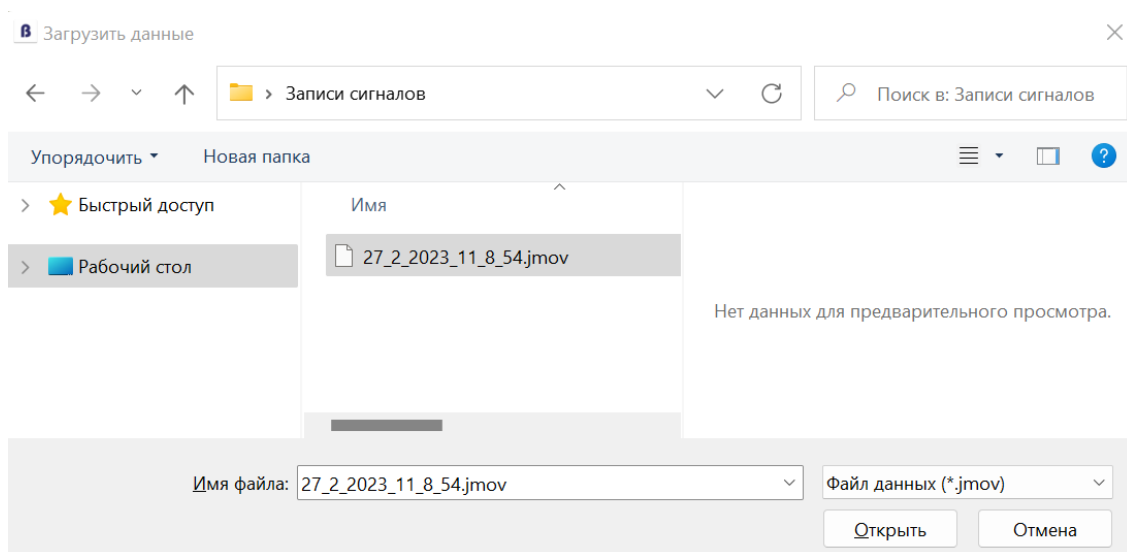 Загрузить данные
Записи сигналов
Поиск в: Записи сигналов
Упорядочить
Новая папка
Быстрый доступ
Рабочий стол
Имя
27_2_2023_11_8_54.jmov
Нет данных для предварительного просмотра.
Имя файла:
27_2_2023_11_8_54.jmov
Файл данных (*.jmov)
Открыть
Отмена